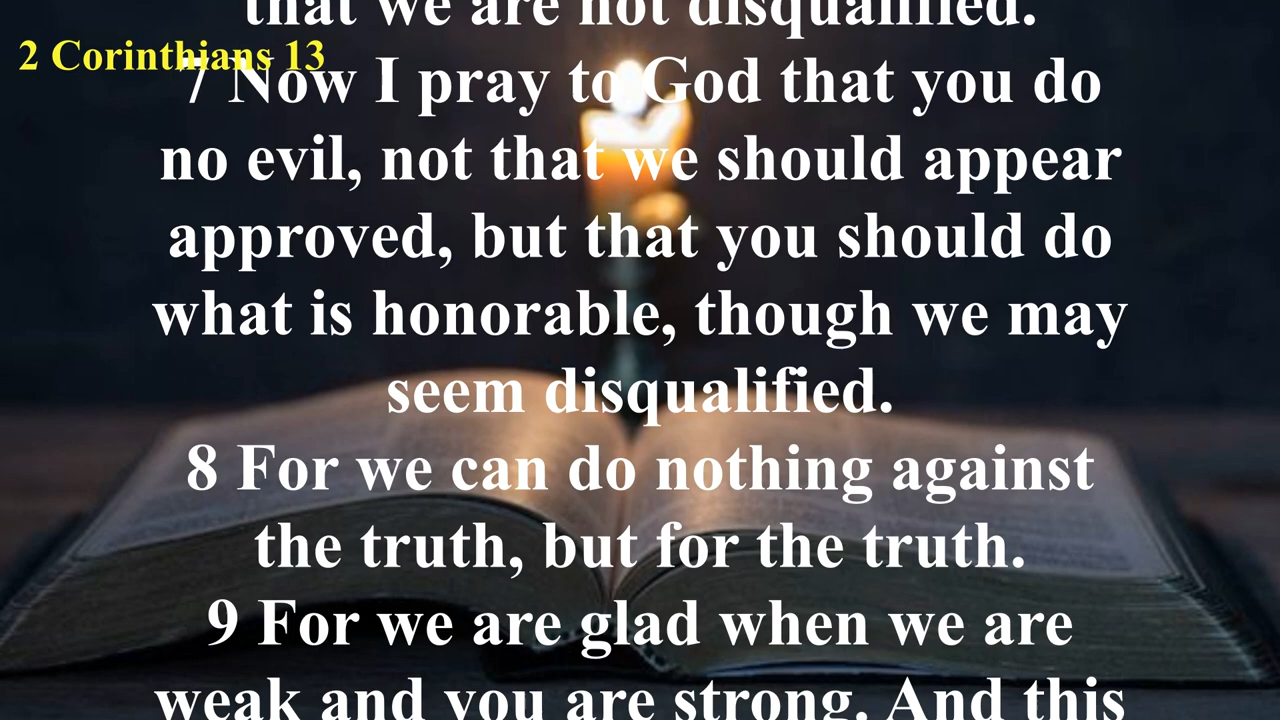 that we are not disqualified.
2 Corinthians 13
7 Now I pray to God that you do
no evil, not that we should appear
approved, but that you should do
what is honorable, though we may
seem disqualified.
8 For we can do nothing against
the truth, but for the truth.
9 For we are glad when we are
weak and you are strong. And this